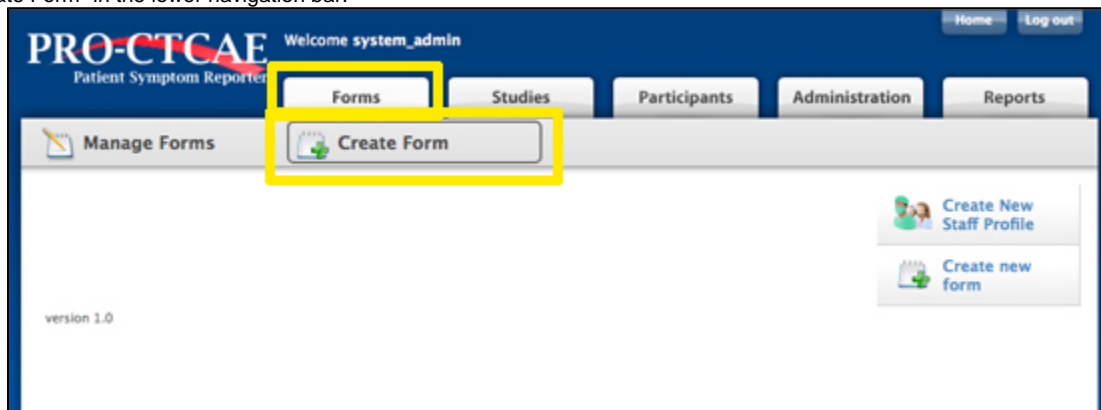 ate Form" in the lower navigation bar.
Home Log out
PRO-CTCAE Welcome system_admin
Patient Symptom Reporter
Forms Studies Participants Administration Reports
Manage Forms Create Form
Create New
Staff Profile
Create new
form
version 1.0